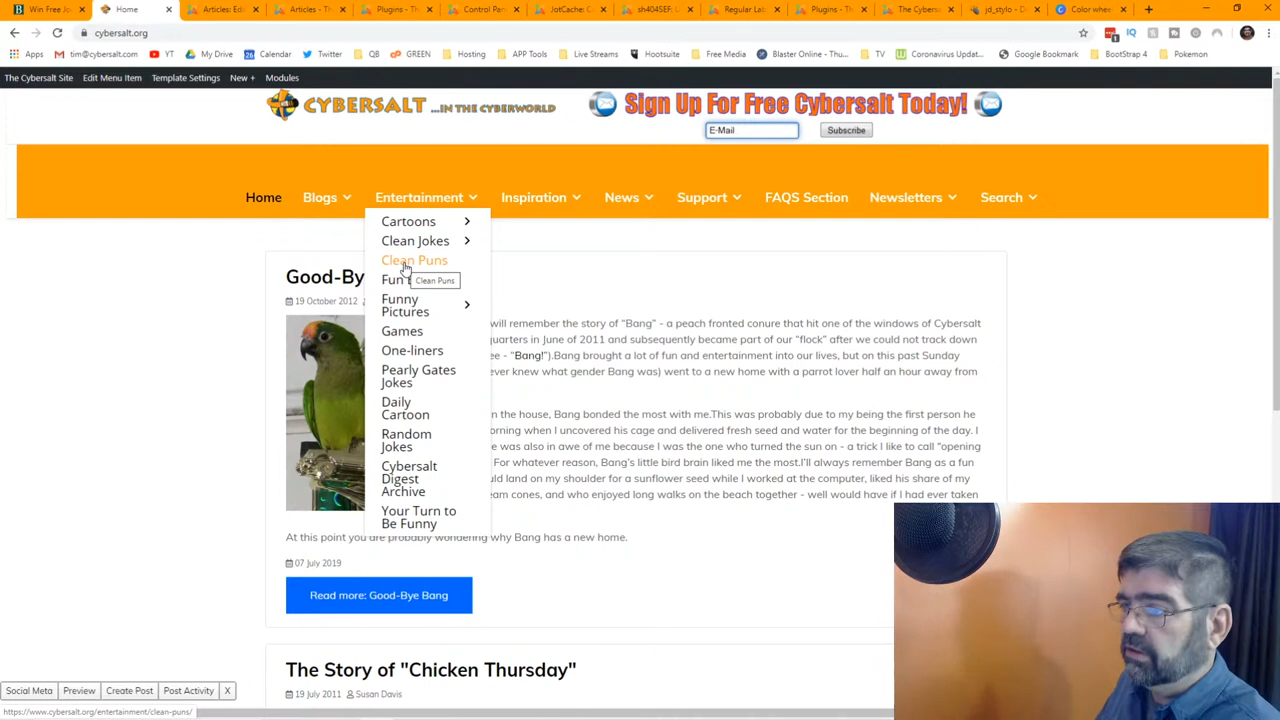 Win Free Jo
Home
Articles: Edi
Articles - Th
Plugins - Th
Control Pan
JotCache: C
sh404SEF: L
Regular Lab
Plugins - Th
The Cybers
jd_stylo - D
Color whee
cybersalt.org
Apps
tim@cybersalt.com
YT
My Drive
Calendar
Twitter
QB
GREEN
Hosting
APP Tools
Live Streams
Hootsuite
Free Media
Blaster Online - Thu...
TV
Coronavirus Updat...
Google Bookmark
BootStrap 4
Pokemon
The Cybersalt Site
Edit Menu Item
Template Settings
New +
Modules
CYBERSALT ...IN THE CYBERWORLD
Sign Up For Free Cybersalt Today!
E-Mail
Subscribe
Home
Blogs
Entertainment
Inspiration
News
Support
FAQS Section
Newsletters
Search
Cartoons
Clean Jokes
Clean Puns
Clean Puns
Funny
Pictures
Games
One-liners
Pearly Gates
Jokes
Daily
Cartoon
Random
Jokes
Cybersalt
Digest
Archive
Your Turn to
Be Funny
Good-By
19 October 2012
will remember the story of "Bang" - a peach fronted conure that hit one of the windows of Cybersalt
quarters in June of 2011 and subsequently became part of our "flock" after we could not track down
ee - "Bang!").Bang brought a lot of fun and entertainment into our lives, but on this past Sunday
ever knew what gender Bang was) went to a new home with a parrot lover half an hour away from
n the house, Bang bonded the most with me.This was probably due to my being the first person he
orning when I uncovered his cage and delivered fresh seed and water for the beginning of the day. I
was also in awe of me because I was the one who turned the sun on - a trick I like to call "opening
For whatever reason, Bang's little bird brain liked me the most.I'll always remember Bang as a fun
uld land on my shoulder for a sunflower seed while I worked at the computer, liked his share of my
eam cones, and who enjoyed long walks on the beach together - well would have if I had ever taken
At this point you are probably wondering why Bang has a new home.
07 July 2019
Read more: Good-Bye Bang
The Story of "Chicken Thursday"
19 July 2011
Susan Davis
Social Meta
Preview
Create Post
Post Activity
X
https://www.cybersalt.org/entertainment/clean-puns/